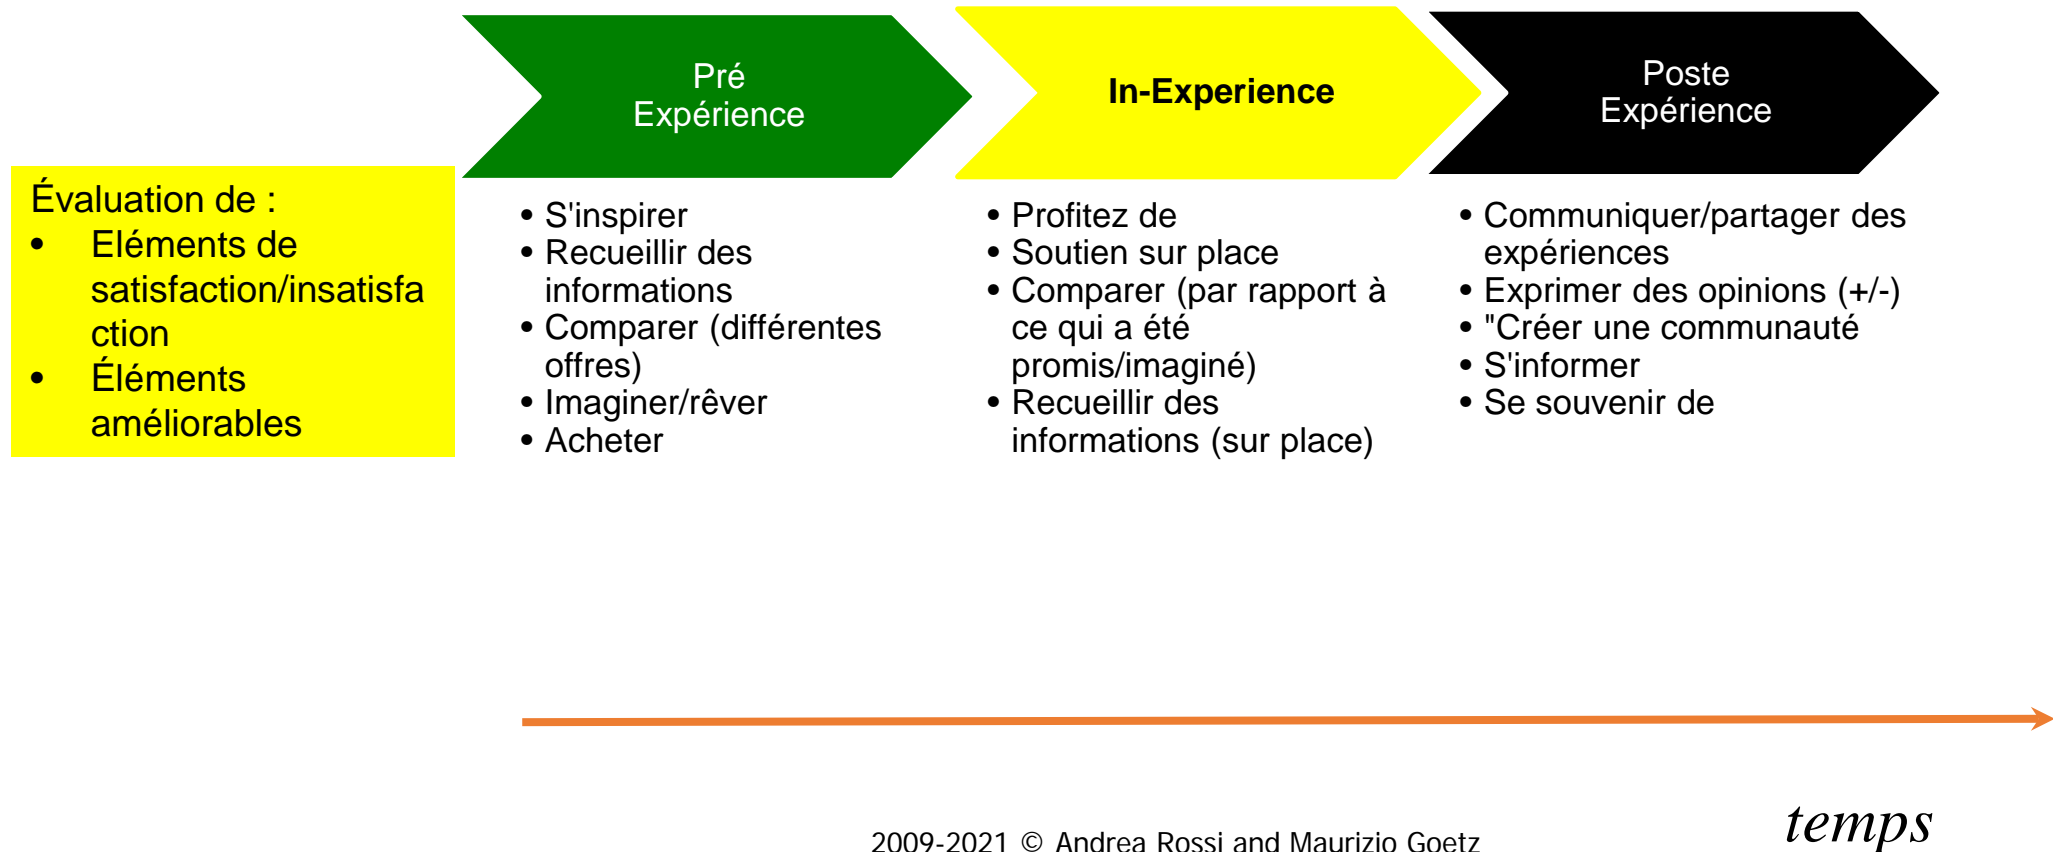 Pré
Expérience
In-Experience
Poste
Expérience
Évaluation de :
• Eléments de
satisfaction/insatisfa
ction
• Éléments
améliorables
• S'inspirer
• Recueillir des
informations
• Comparer (différentes
offres)
• Imaginer/rêver
• Acheter
• Profitez de
• Soutien sur place
• Comparer (par rapport à
ce qui a été
promis/imaginé)
• Recueillir des
informations (sur place)
• Communiquer/partager des
expériences
• Exprimer des opinions (+/-)
• "Créer une communauté
• S'informer
• Se souvenir de
temps
2009-2021 © Andrea Rossi and Maurizio Goetz